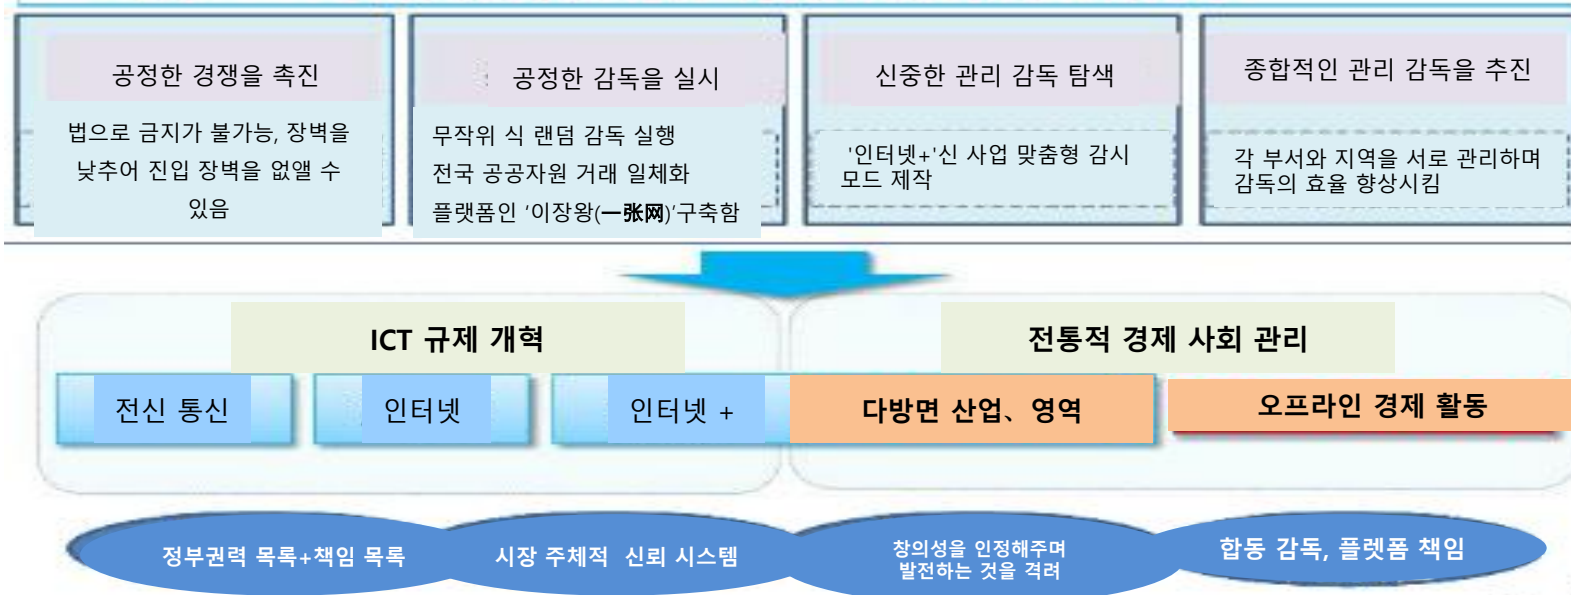 공정한 경쟁을 촉진
법으로 금지가 불가능, 장벽을
낮추어 진입 장벽을 없앨 수
있음
공정한 감독을 실시
무작위 식 랜덤 감독 실행
전국 공공자원 거래 일체화
플랫폼인 '이장왕(一张网)'구축함
신중한 관리 감독 탐색
'인터넷+'신 사업 맞춤형 감시
모드 제작
종합적인 관리 감독을 추진
각 부서와 지역을 서로 관리하며
감독의 효율 향상시킴
ICT 규제 개혁
전통적 경제 사회 관리
전신 통신
인터넷
인터넷 +
다방면 산업、영역
오프라인 경제 활동
정부권력 목록+책임 목록
시장 주체적 신뢰 시스템
창의성을 인정해주며
발전하는 것을 격려
합동 감독, 플렛폼 책임